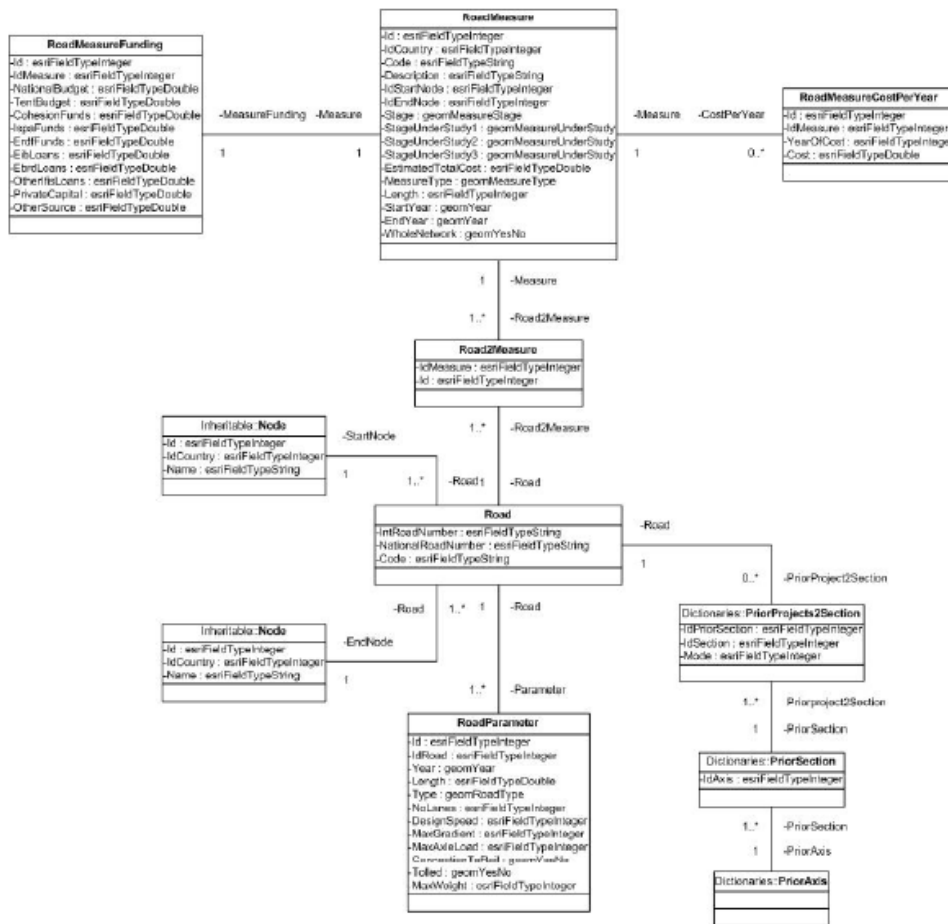 RoadMeasure
-Id : esriFieldTypeInteger
-IdCountry : esriFieldTypeInteger
-Code : esriFieldTypeString
-Description : esriFieldTypeString
-IdStartNode : esriFieldTypeInteger
-IdEndNode : esriFieldTypeInteger
-Stage : geomMeasureStage
-StageUnderStudy1 : geomMeasureUnderStudy
-StageUnderStudy2 : geomMeasureUnderStudy
-StageUnderStudy3 : geomMeasureUnderStudy
-EstimatedTotalCost : esriFieldTypeDouble
-MeasureType : geomMeasureType
-Length : esriFieldTypeInteger
-StartYear : geomYear
-EndYear : geomYear
-WholeNetwork : geomYesNo
RoadMeasureFunding
-Id : esriFieldTypeInteger
-IdMeasure : esriFieldTypeInteger
-NationalBudget : esriFieldTypeDouble
-TentBudget : esriFieldTypeDouble
-CohesionFunds : esriFieldTypeDouble
-IspaFunds : esriFieldTypeDouble
-ErdfFunds : esriFieldTypeDouble
-EibLoans : esriFieldTypeDouble
-EbrdLoans : esriFieldTypeDouble
-OtherIfisLoans : esriFieldTypeDouble
-PrivateCapital : esriFieldTypeDouble
-OtherSource : esriFieldTypeDouble
-MeasureFunding -Measure
1 1
-Measure -CostPerYear
1 0..*
RoadMeasureCostPerYear
-Id : esriFieldTypeInteger
-IdMeasure : esriFieldTypeInteger
-YearOfCost : esriFieldTypeInteger
-Cost : esriFieldTypeDouble
1 -Measure
1..* -Road2Measure
Road2Measure
-IdMeasure : esriFieldTypeInteger
-Id : esriFieldTypeInteger
1..* -Road2Measure
Inheritable::Node
-Id : esriFieldTypeInteger
-IdCountry : esriFieldTypeInteger
-Name : esriFieldTypeString
-StartNode
1 1..* -Road 1 -Road
Road
-IntRoadNumber : esriFieldTypeString
-NationalRoadNumber : esriFieldTypeString
-Code : esriFieldTypeString
-Road
1
0..* -PriorProject2Section
-Road 1..* 1 -Road
Inheritable::Node
-Id : esriFieldTypeInteger
-IdCountry : esriFieldTypeInteger
-Name : esriFieldTypeString
-EndNode
1
Dictionaries::PriorProjects2Section
-IdPriorSection : esriFieldTypeInteger
-IdSection : esriFieldTypeInteger
-Mode : esriFieldTypeInteger
1..* -Parameter
1..* -Priorproject2Section
1 -PriorSection
RoadParameter
-Id : esriFieldTypeInteger
-IdRoad : esriFieldTypeInteger
-Year : geomYear
-Length : esriFieldTypeDouble
-Type : geomRoadType
-NoLanes : esriFieldTypeInteger
-DesignSpead : esriFieldTypeInteger
-MaxGradient : esriFieldTypeInteger
-MaxAxleLoad : esriFieldTypeInteger
-ConnectionToRail : geomYesNo
-Tolled : geomYesNo
MaxWeight : esriFieldTypeInteger
Dictionaries::PriorSection
-IdAxis : esriFieldTypeInteger
1..* -PriorSection
1 -PriorAxis
Dictionaries::PriorAxis